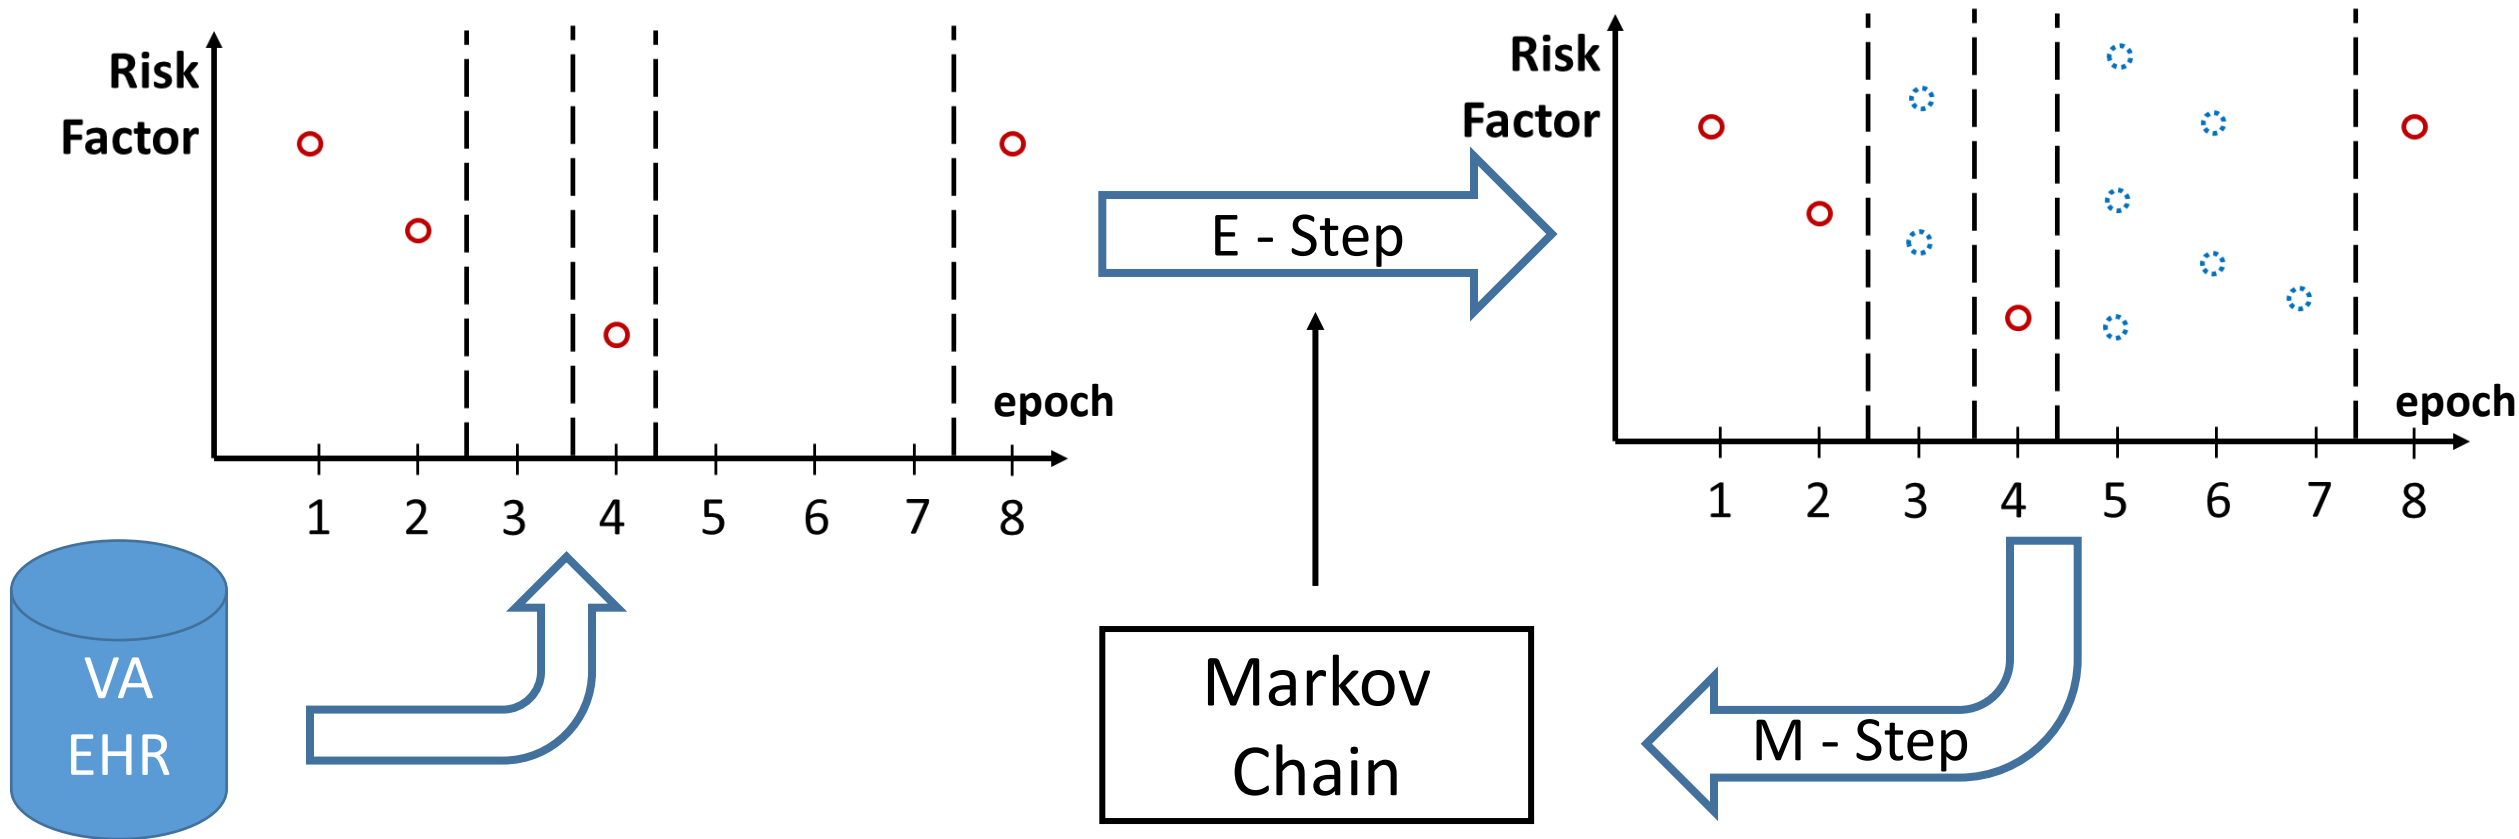 Risk
Factor
epoch
1 2 3 4 5 6 7 8
E - Step
Risk
Factor
epoch
1 2 3 4 5 6 7 8
VA
EHR
Markov
Chain
M - Step